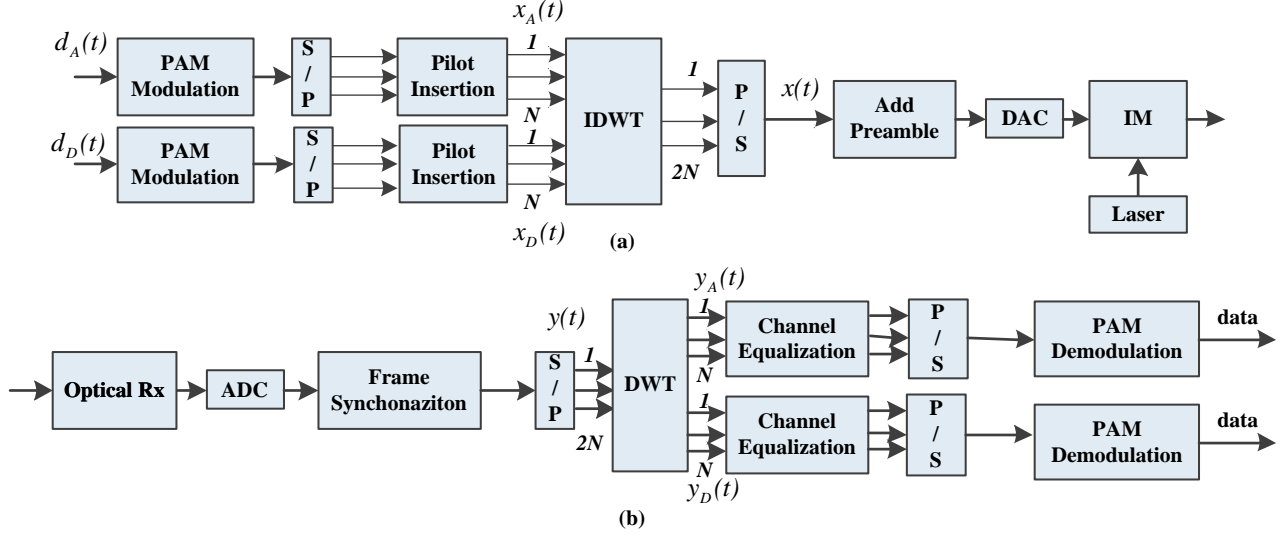 x_A(t)
d_A(t)
PAM Modulation
S / P
Pilot Insertion
1
N
d_D(t)
PAM Modulation
S / P
Pilot Insertion
1
N
x_D(t)
IDWT
1
2N
P / S
x(t)
Add Preamble
DAC
IM
Laser
(a)
Optical Rx
ADC
Frame Synchonaziton
y(t)
S / P
1
2N
DWT
y_A(t)
1
N
Channel Equalization
P / S
PAM Demodulation
data
1
N
y_D(t)
Channel Equalization
P / S
PAM Demodulation
data
(b)